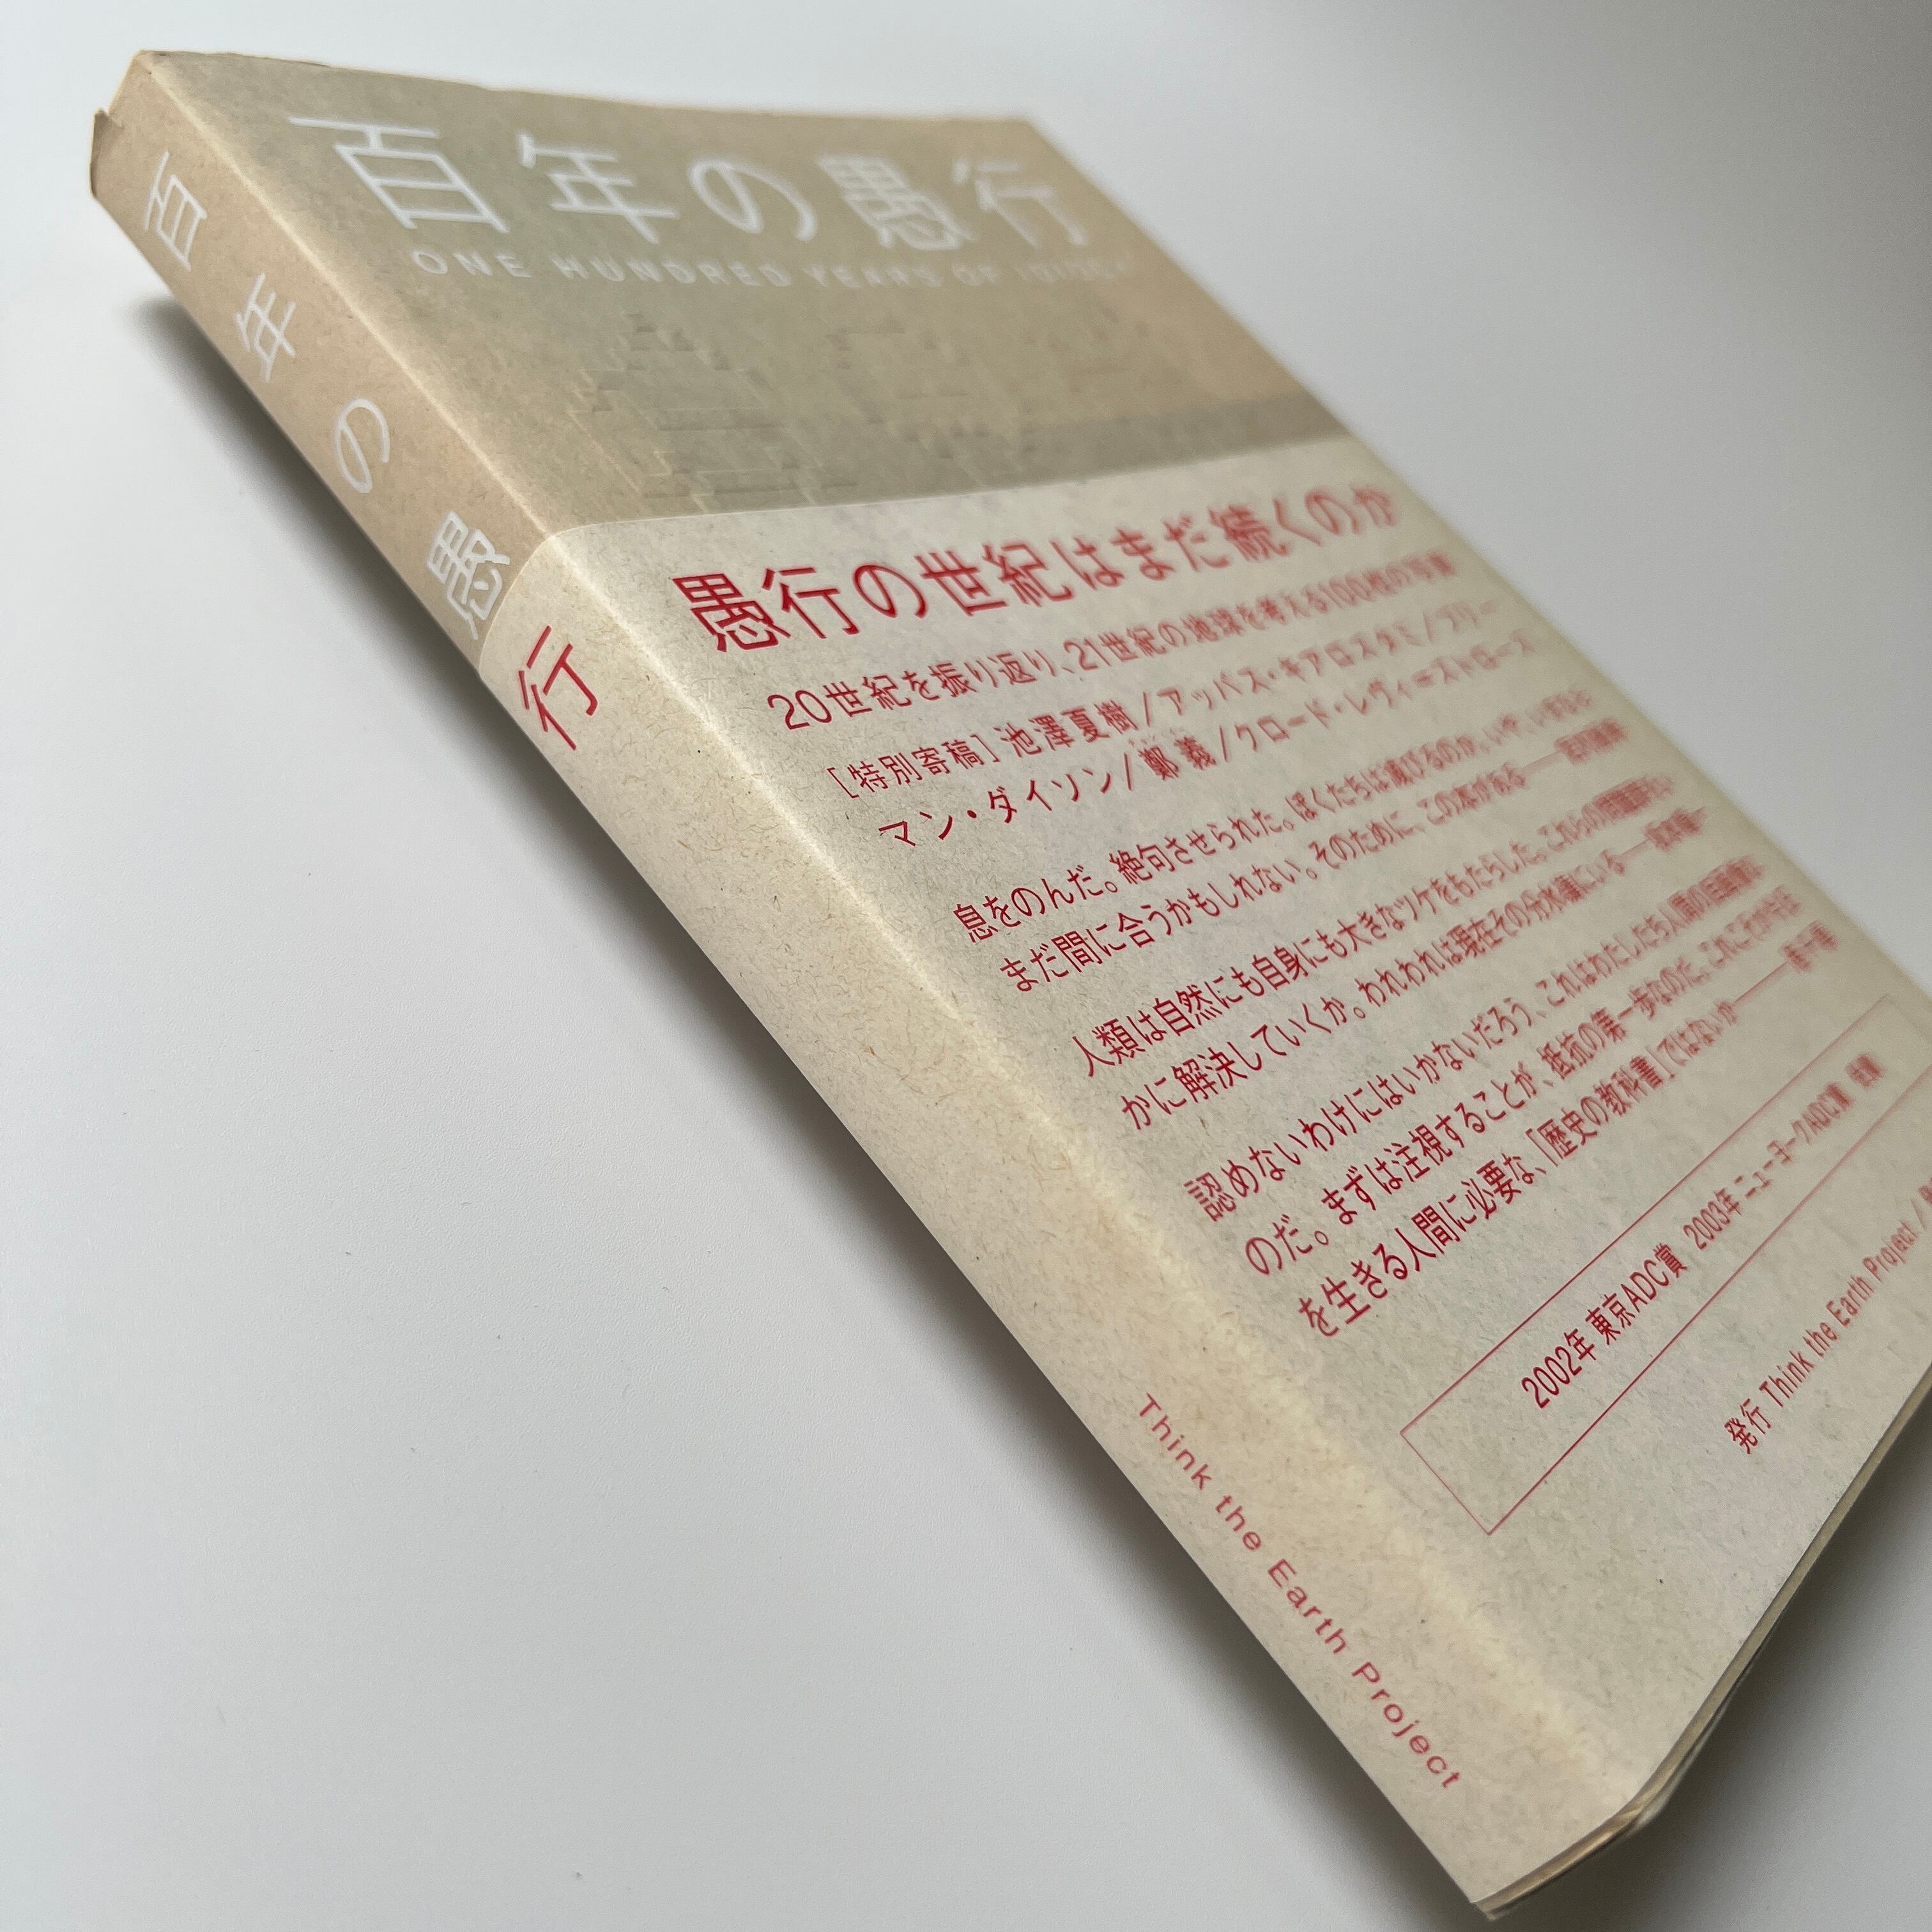 百年の愚行
ONE HUNDRED YEARS OF IDIOCY
百年の愚行
愚行の世紀はまだ続くのか
20世紀を振り返り、21世紀の地球を考える100枚の写真
[特別寄稿] 池澤夏樹/アッバス・キアロスタミ/フリー
マン・ダイソン/鄭 義/クロード・レヴィ=ストロース
息をのんだ。絶句させられた。ぼくたちは滅びるのか。いや、いまなら
まだ間に合うかもしれない。そのために、この本がある——
人類は自然にも自身にも大きなツケをもたらした。これらの問題を
かに解決していくか。われわれは現在その分水嶺にいる——
認めないわけにはいかないだろう、これはわたしたち人間の
のだ。まずは注視することが、抵抗の第一歩なのだ。これこそが今日
を生きる人間に必要な、「歴史の教科書」ではないか——
2002年 東京ADC賞 2003年 ニューヨークADC賞 受賞
発行 Think the Earth Project /
Think the Earth Project